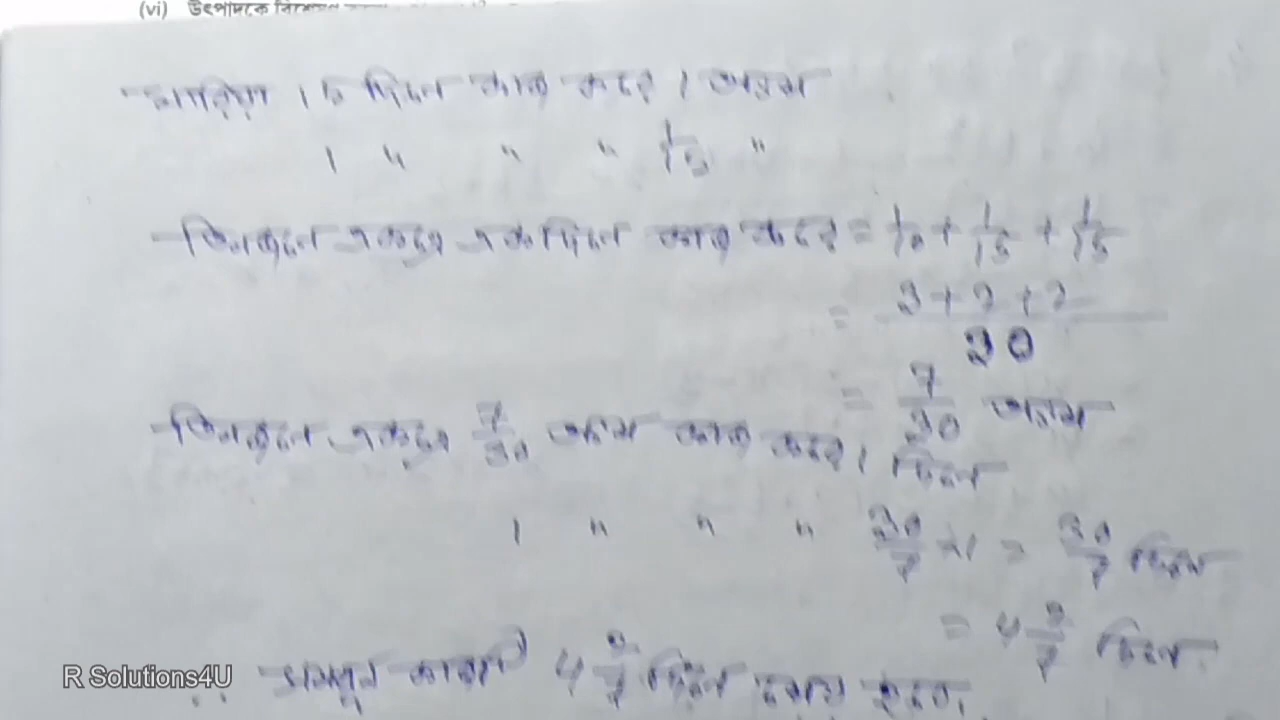 (vi) উৎপাদকে বিশ্লেষণ
মারিয়া 15 দিনে কাজ করে 1 অংশ
1 " " " 1/15 "
তিনজনে একত্রে একদিনে কাজ করে = 1/10 + 1/15 + 1/15
= 3+2+2 / 30
= 7/30 অংশ
তিনজনে একত্রে 7/30 অংশ কাজ করে 1 দিনে
1 " " " 30/7 × 1 = 30/7 দিনে
= 4 2/7 দিনে
∴ সম্পূর্ণ কাজটি 4 2/7 দিনে শেষ হবে।
R Solutions4U